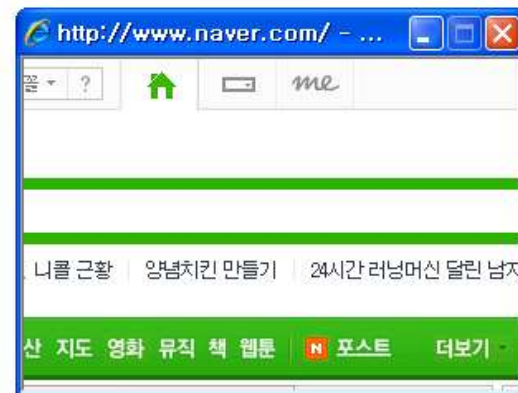 http://www.naver.com/ - ...
꼴 ?
me
니콜 근황 양념치킨 만들기 24시간 러닝머신 달린 남자
산 지도 영화 뮤직 책 웹툰 N 포스트 더보기